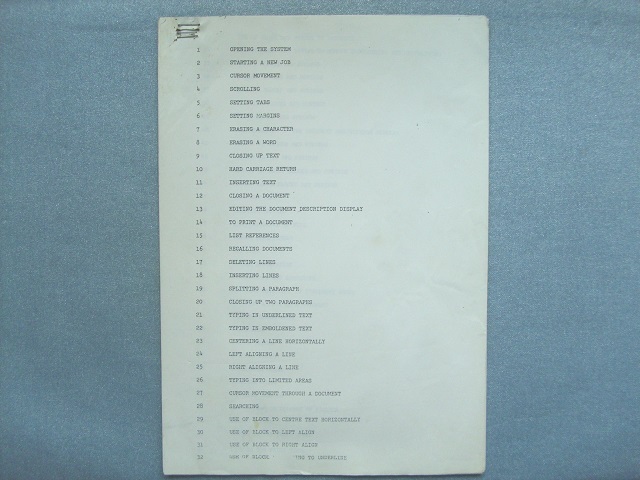 1 OPENING THE SYSTEM
2 STARTING A NEW JOB
3 CURSOR MOVEMENT
4 SCROLLING
5 SETTING TABS
6 SETTING MARGINS
7 ERASING A CHARACTER
8 ERASING A WORD
9 CLOSING UP TEXT
10 HARD CARRIAGE RETURN
11 INSERTING TEXT
12 CLOSING A DOCUMENT
13 EDITING THE DOCUMENT DESCRIPTION DISPLAY
14 TO PRINT A DOCUMENT
15 LIST REFERENCES
16 RECALLING DOCUMENTS
17 DELETING LINES
18 INSERTING LINES
19 SPLITTING A PARAGRAPH
20 CLOSING UP TWO PARAGRAPHS
21 TYPING IN UNDERLINED TEXT
22 TYPING IN EMBOLDENED TEXT
23 CENTERING A LINE HORIZONTALLY
24 LEFT ALIGNING A LINE
25 RIGHT ALIGNING A LINE
26 TYPING INTO LIMITED AREAS
27 CURSOR MOVEMENT THROUGH A DOCUMENT
28 SEARCHING
29 USE OF BLOCK TO CENTRE TEXT HORIZONTALLY
30 USE OF BLOCK TO LEFT ALIGN
31 USE OF BLOCK TO RIGHT ALIGN
32 USE OF BLOCK TO UNDERLINE